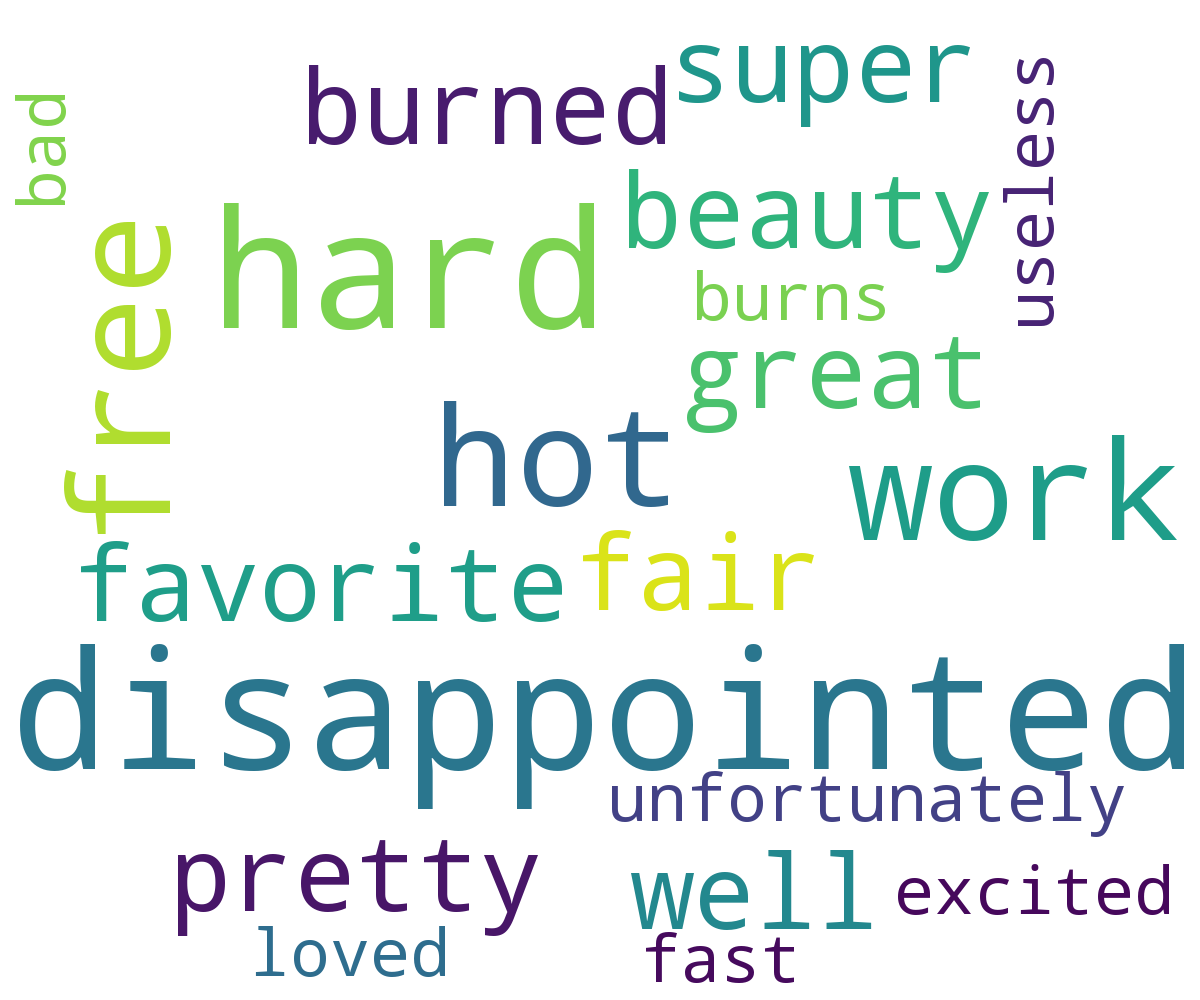 super
burned
useless
bad
beauty
hard
free
burns
great
hot
work
fair
favorite
disappointed
unfortunately
pretty
well
excited
loved
fast